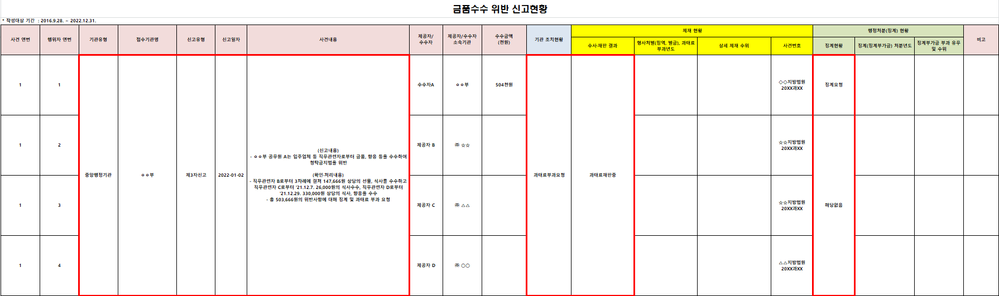 금품수수 위반 신고현황
* 작성대상 기간 : 2016.9.28. ~ 2022.12.31.
사건 연번
행위자 연번
기관유형
접수기관명
신고유형
신고일자
사건내용
제공자/
수수자
제공자/수수자
소속기관
수수금액
(천원)
기관 조치현황
제재 현황
수사·재판 결과
형사처벌(징역, 벌금), 과태료
부과년도
상세 제재 수위
사건번호
행정처분(징계) 현황
징계현황
징계(징계부가금) 처분년도
징계부가금 부과 유무
및 수위
비고
1
1
수수자A
ㅇㅇ부
504천원
◇◇지방법원
20XX과XX
징계요청
1
2
제공자 B
㈜ ☆☆
☆☆지방법원
20XX과XX
중앙행정기관
ㅇㅇ부
제3자신고
2022-01-02
(신고내용)
- ㅇㅇ부 공무원 A는 입주업체 등 직무관련자로부터 금품, 향응 등을 수수하여
청탁금지법을 위반
(확인·처리내용)
- 직무관련자 B로부터 3차례에 걸쳐 147,666원 상당의 선물, 식사를 수수하고
직무관련자 C로부터 '21.12.7. 26,000원의 식사수수, 직무관련자 D로부터
'21.12.29. 330,000원 상당의 식사, 향응을 수수
- 총 503,666원의 위반사항에 대해 징계 및 과태료 부과 요청
과태료부과요청
과태료재판중
1
3
제공자 C
㈜ △△
☆☆지방법원
20XX과XX
해당없음
1
4
제공자 D
㈜ ○○
△△지방법원
20XX과XX